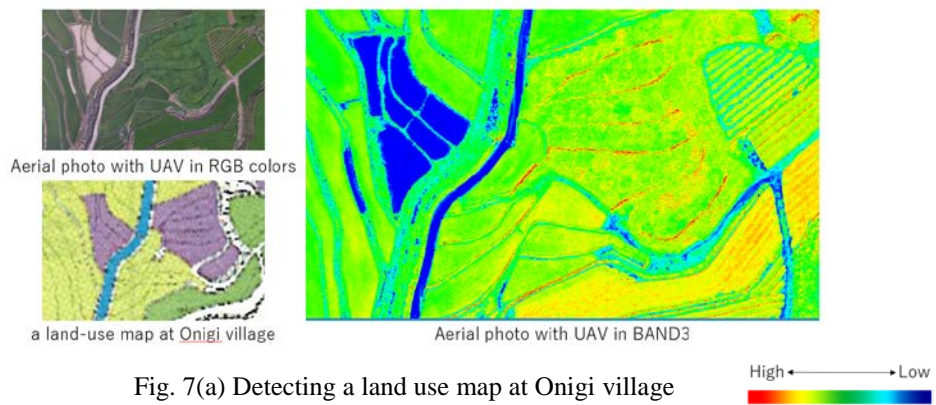 Aerial photo with UAV in RGB colors
a land-use map at Onigi village
Aerial photo with UAV in BAND3
Fig. 7(a) Detecting a land use map at Onigi village
High Low